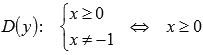 D(y): { x ≥ 0
x ≠ −1 ⇔ x ≥ 0